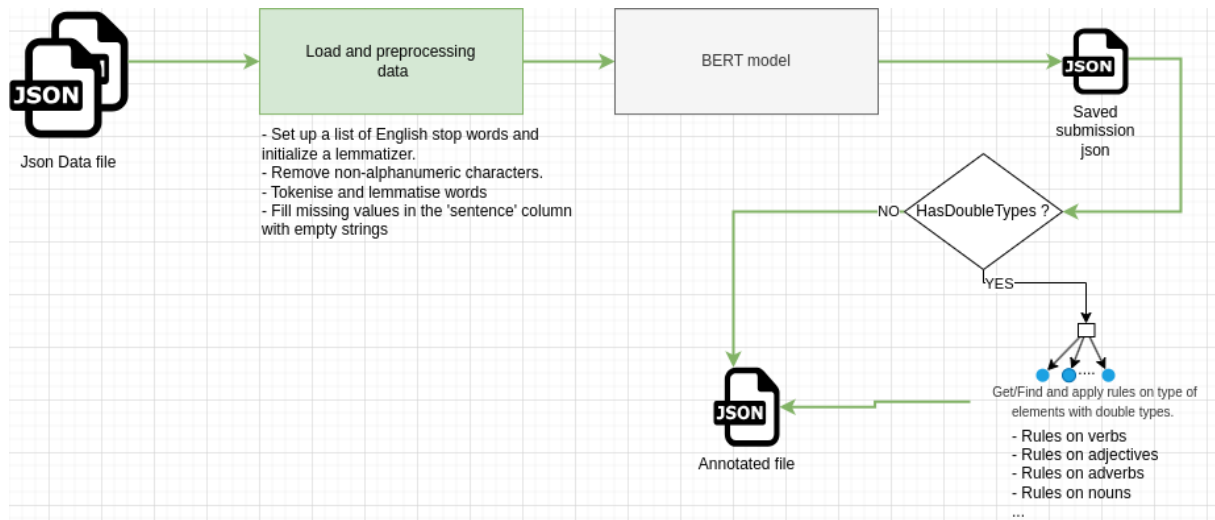 JSON
Json Data file
Load and preprocessing
data
- Set up a list of English stop words and
initialize a lemmatizer.
- Remove non-alphanumeric characters.
- Tokenise and lemmatise words
- Fill missing values in the 'sentence' column
with empty strings
BERT model
JSON
Saved
submission
json
HasDoubleTypes ?
NO
YES
....
Get/Find and apply rules on type of
elements with double types.
- Rules on verbs
- Rules on adjectives
- Rules on adverbs
- Rules on nouns
...
JSON
Annotated file